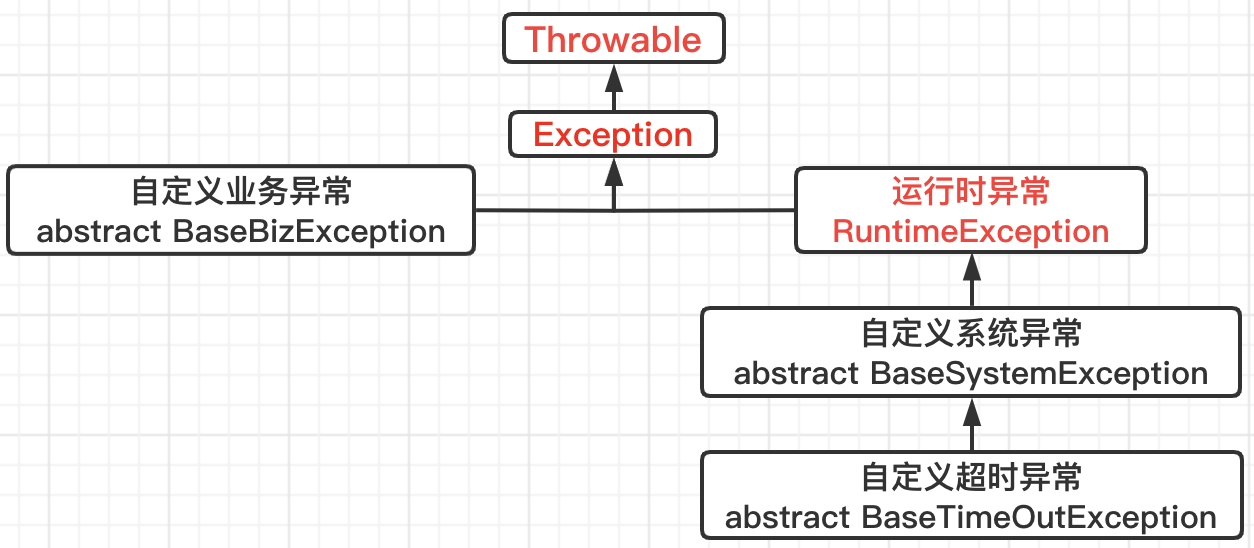 Throwable
Exception
自定义业务异常
abstract BaseBizException
运行时异常
RuntimeException
自定义系统异常
abstract BaseSystemException
自定义超时异常
abstract BaseTimeOutException